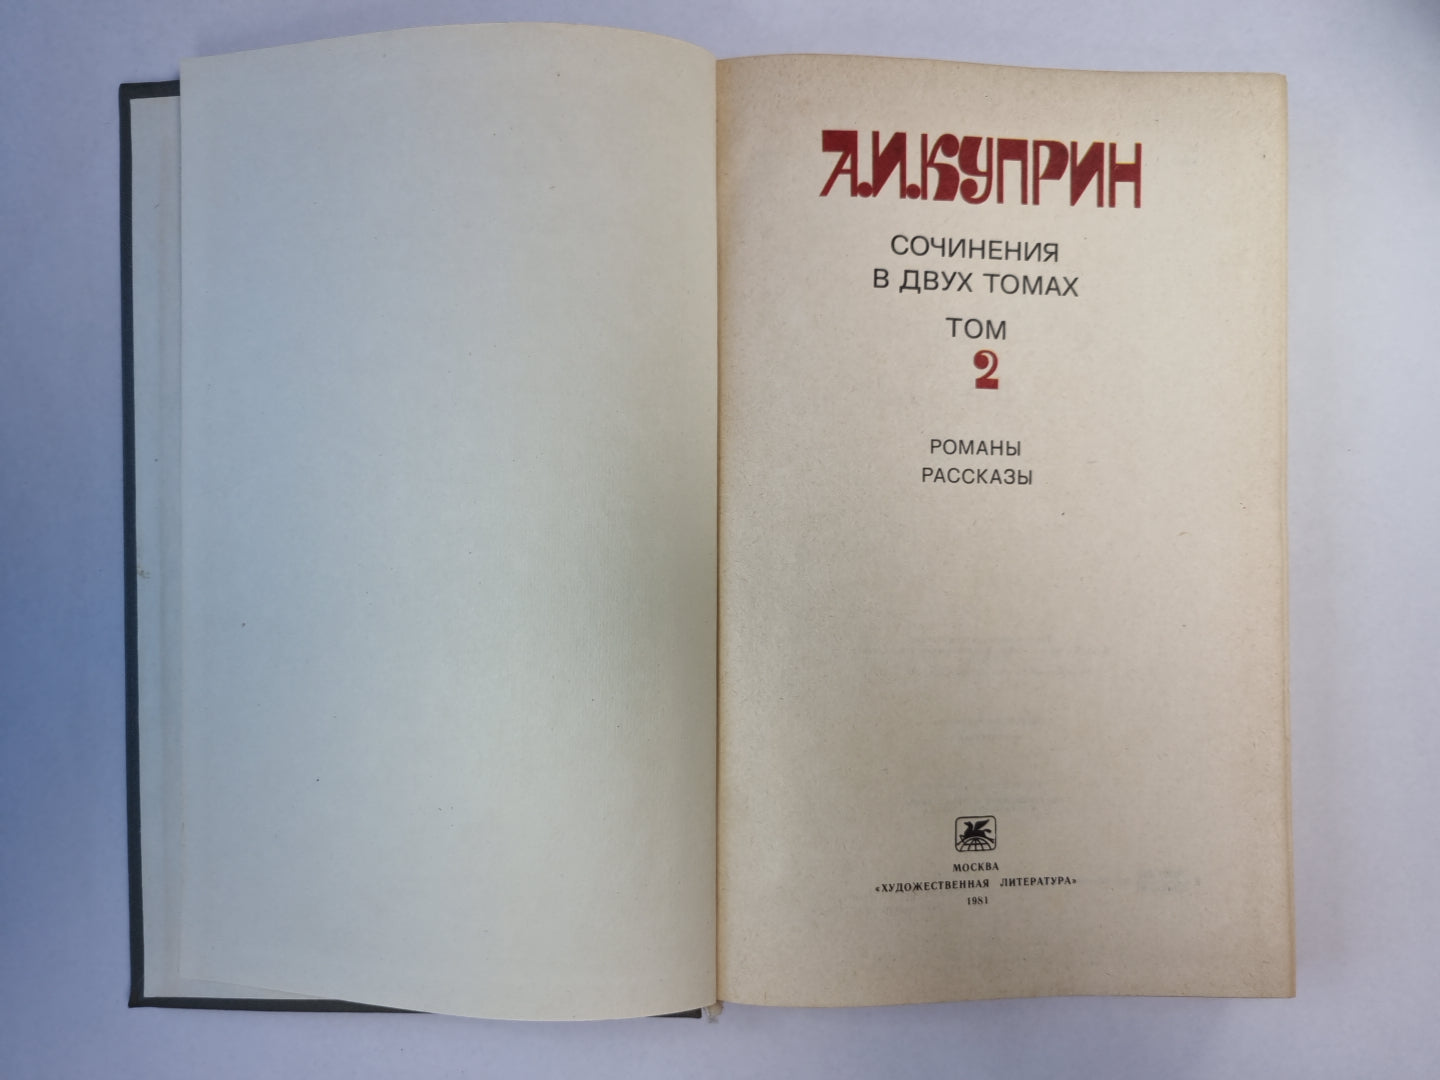 А.И.КУПРИН
СОЧИНЕНИЯ
В ДВУХ ТОМАХ
ТОМ
2
РОМАНЫ
РАССКАЗЫ
МОСКВА
«ХУДОЖЕСТВЕННАЯ ЛИТЕРАТУРА»
1981